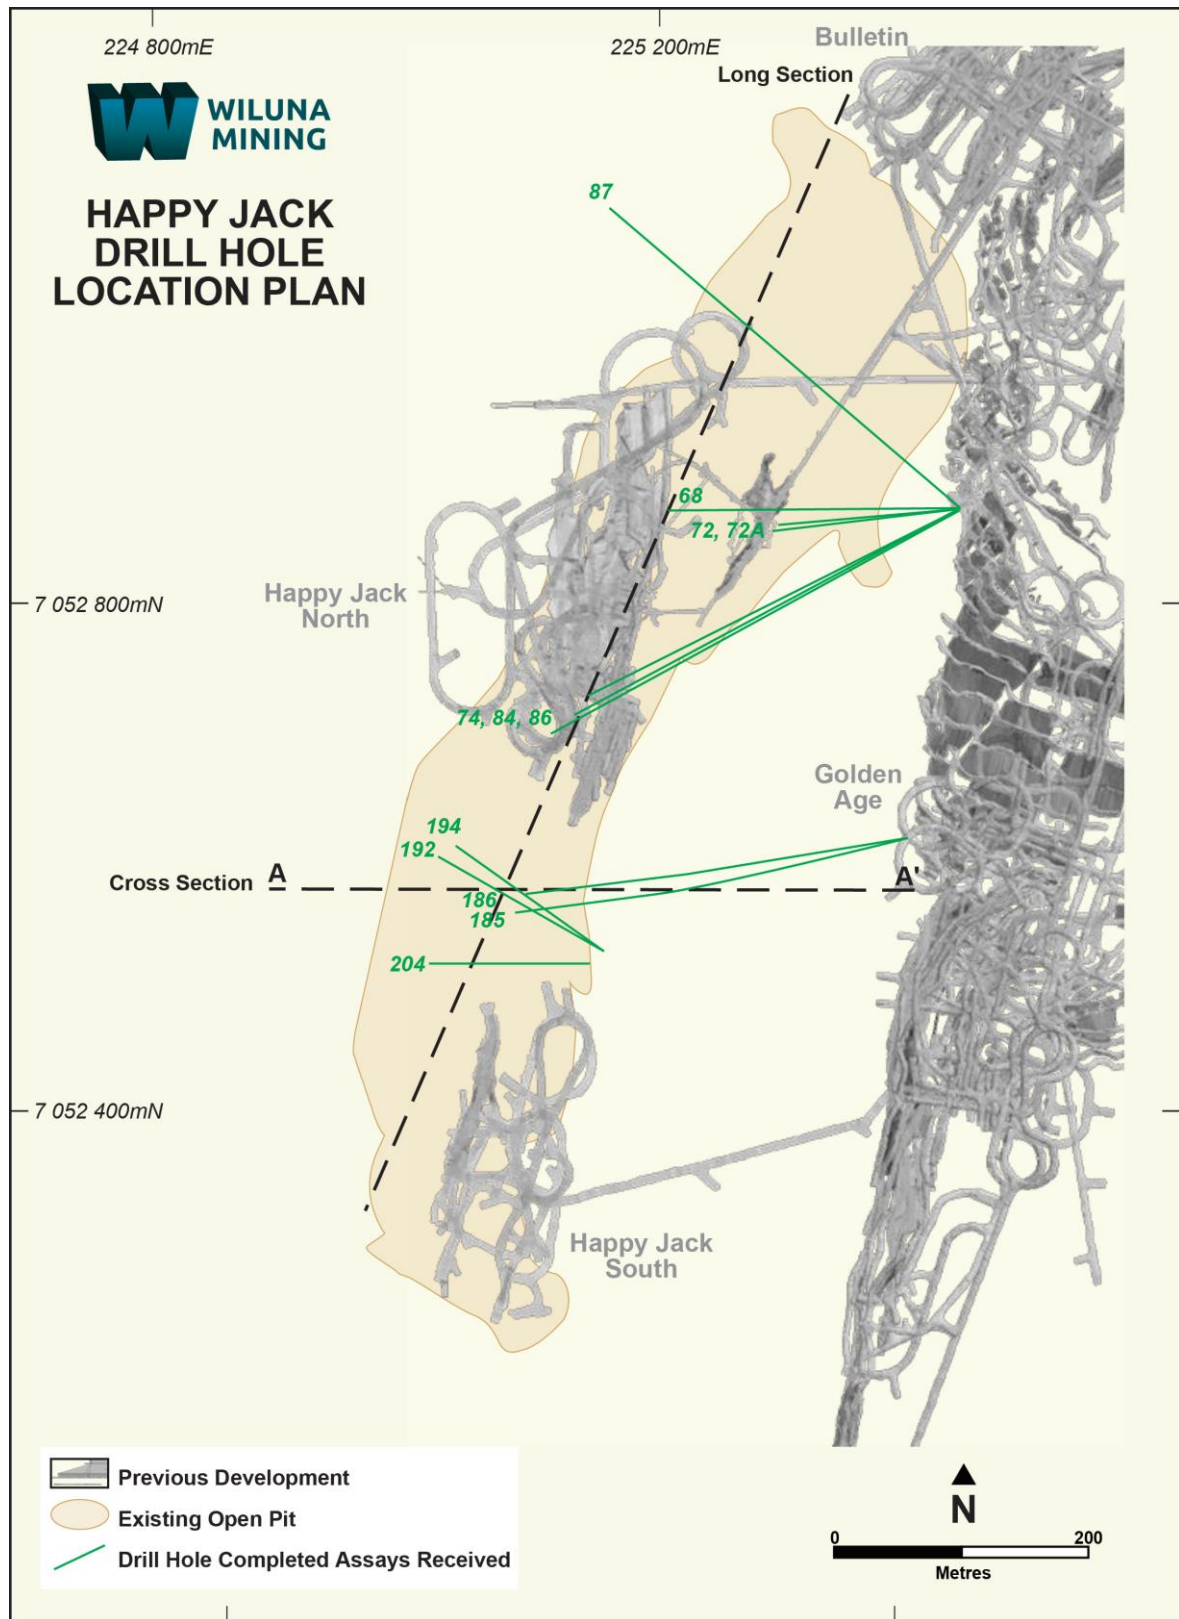 224 800mE
225 200mE
Bulletin
Long Section
WILUNA
MINING
HAPPY JACK
DRILL HOLE
LOCATION PLAN
87
68
72, 72A
Happy Jack
North
7 052 800mN
74, 84, 86
Golden
Age
194
192
Cross Section
A
A'
186
185
204
7 052 400mN
Happy Jack
South
Previous Development
Existing Open Pit
Drill Hole Completed Assays Received
N
0
200
Metres